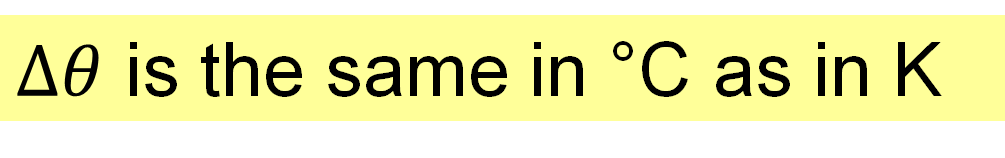 Δθ is the same in °C as in K